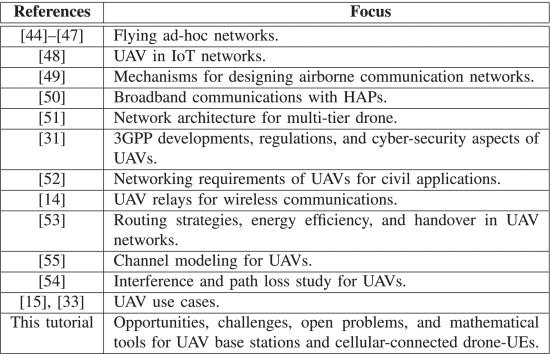 References Focus
[44]–[47] Flying ad-hoc networks.
[48] UAV in IoT networks.
[49] Mechanisms for designing airborne communication networks.
[50] Broadband communications with HAPs.
[51] Network architecture for multi-tier drone.
[31] 3GPP developments, regulations, and cyber-security aspects of
UAVs.
[52] Networking requirements of UAVs for civil applications.
[14] UAV relays for wireless communications.
[53] Routing strategies, energy efficiency, and handover in UAV
networks.
[55] Channel modeling for UAVs.
[54] Interference and path loss study for UAVs.
[15], [33] UAV use cases.
This tutorial Opportunities, challenges, open problems, and mathematical
tools for UAV base stations and cellular-connected drone-UEs.